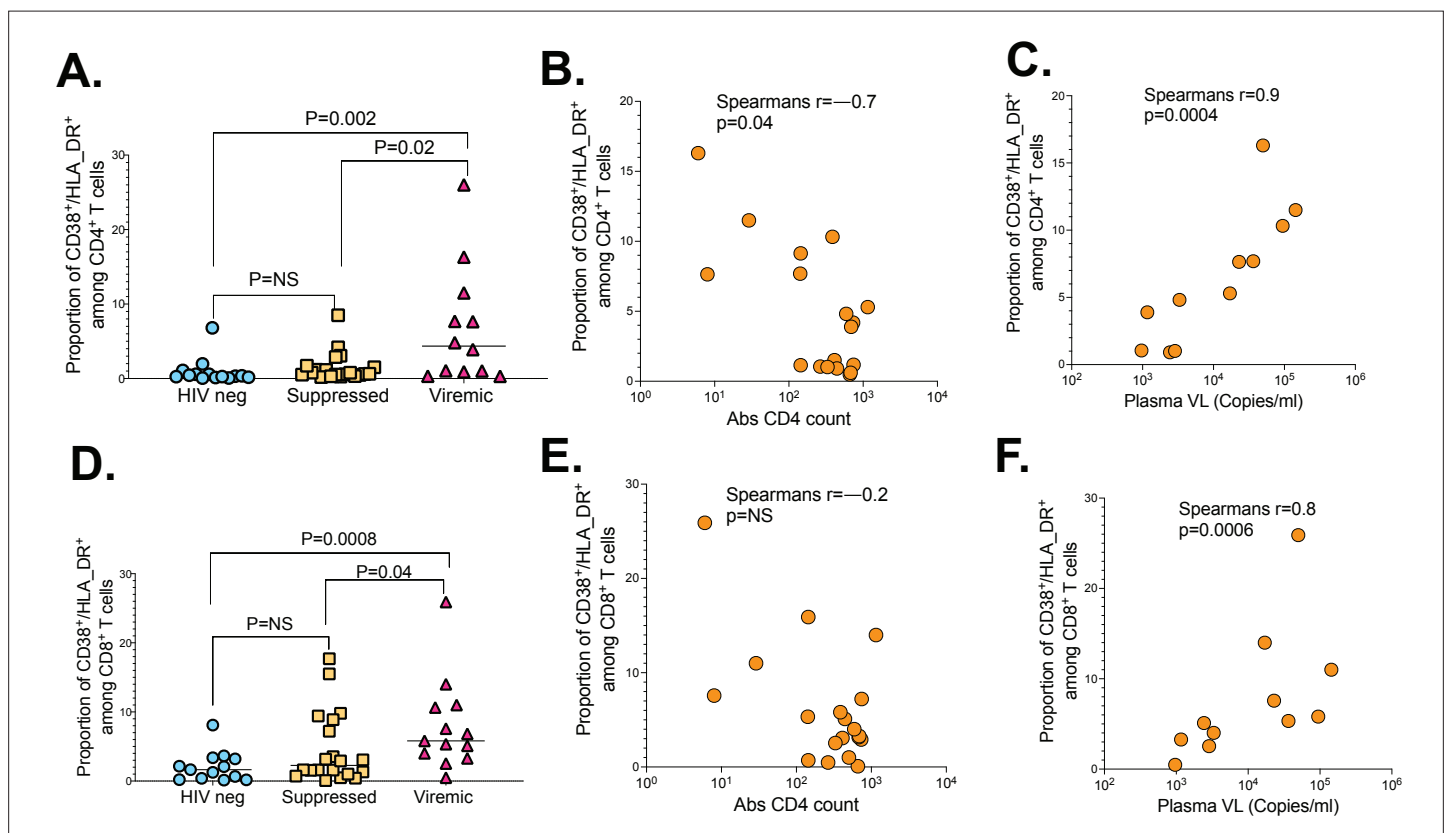 A.
P=0.002
P=0.02
P=NS
Proportion of CD38⁺/HLA_DR⁺
among CD4⁺ T cells
30
20
10
0
HIV neg
Suppressed
Viremic
B.
Spearmans r=—0.7
p=0.04
Proportion of CD38⁺/HLA_DR⁺
among CD4⁺ T cells
20
15
10
5
0
10⁰
10¹
10²
10³
10⁴
Abs CD4 count
C.
Spearmans r=0.9
p=0.0004
Proportion of CD38⁺/HLA_DR⁺
among CD4⁺ T cells
20
15
10
5
0
10²
10³
10⁴
10⁵
10⁶
Plasma VL (Copies/ml)
D.
P=0.0008
P=0.04
P=NS
Proportion of CD38⁺/HLA_DR⁺
among CD8⁺ T cells
30
20
10
0
HIV neg
Suppressed
Viremic
E.
Spearmans r=—0.2
p=NS
Proportion of CD38⁺/HLA_DR⁺
among CD8⁺ T cells
30
20
10
0
10⁰
10¹
10²
10³
10⁴
Abs CD4 count
F.
Spearmans r=0.8
p=0.0006
Proportion of CD38⁺/HLA_DR⁺
among CD8⁺ T cells
30
20
10
0
10²
10³
10⁴
10⁵
10⁶
Plasma VL (Copies/ml)